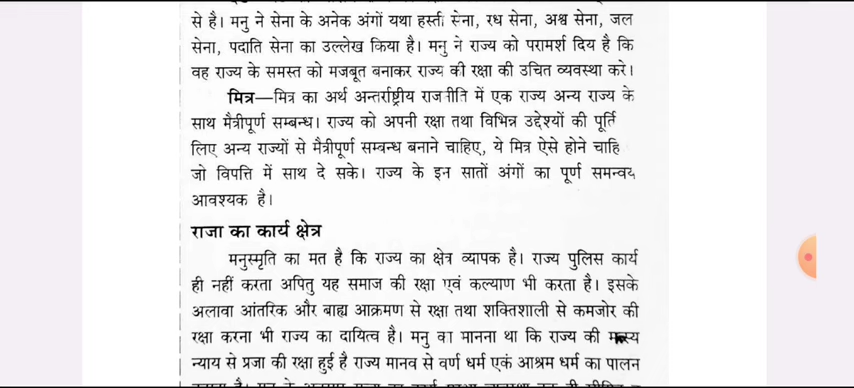 से है। मनु ने सेना के अनेक अंगों यथा हस्ती सेना, रध सेना, अश्व सेना, जल
सेना, पदाति सेना का उल्लेख किया है। मनु ने राज्य को परामर्श दिय है कि
वह राज्य के समस्त को मजबूत बनाकर राज्य की रक्षा की उचित व्यवस्था करे।
मित्र—मित्र का अर्थ अन्तर्राष्ट्रीय राजनीति में एक राज्य अन्य राज्य के
साथ मैत्रीपूर्ण सम्बन्ध। राज्य को अपनी रक्षा तथा विभिन्न उद्देश्यों की पूर्ति
लिए अन्य राज्यों से मैत्रीपूर्ण सम्बन्ध बनाने चाहिए, ये मित्र ऐसे होने चाहि
जो विपत्ति में साथ दे सके। राज्य के इन सातों अंगों का पूर्ण समन्वय
आवश्यक है।
राजा का कार्य क्षेत्र
मनुस्मृति का मत है कि राज्य का क्षेत्र व्यापक है। राज्य पुलिस कार्य
ही नहीं करता अपितु यह समाज की रक्षा एवं कल्याण भी करता है। इसके
अलावा आंतरिक और बाह्य आक्रमण से रक्षा तथा शक्तिशाली से कमजोर की
रक्षा करना भी राज्य का दायित्व है। मनु का मानना था कि राज्य की
न्याय से प्रजा की रक्षा हुई है राज्य मानव से वर्ण धर्म एकं आश्रम धर्म का पालन